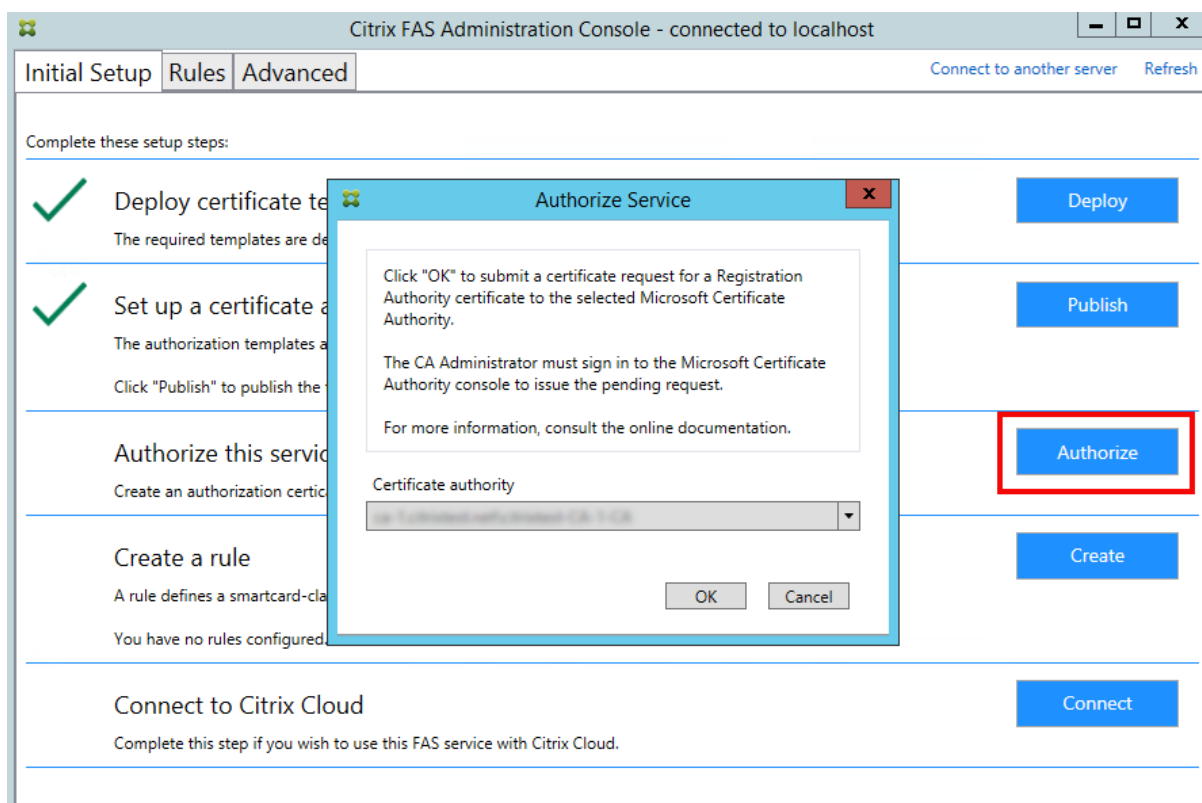 Citrix FAS Administration Console - connected to localhost
Initial Setup Rules Advanced Connect to another server Refresh
Complete these setup steps:
Deploy certificate te
The required templates are de
Deploy
Set up a certificate a
The authorization templates a
Click "Publish" to publish the
Publish
Authorize this servic
Create an authorization certic
Authorize
Create a rule
A rule defines a smartcard-cla
You have no rules configured.
Create
Connect to Citrix Cloud
Complete this step if you wish to use this FAS service with Citrix Cloud.
Connect
Authorize Service
Click "OK" to submit a certificate request for a Registration
Authority certificate to the selected Microsoft Certificate
Authority.
The CA Administrator must sign in to the Microsoft Certificate
Authority console to issue the pending request.
For more information, consult the online documentation.
Certificate authority
OK Cancel